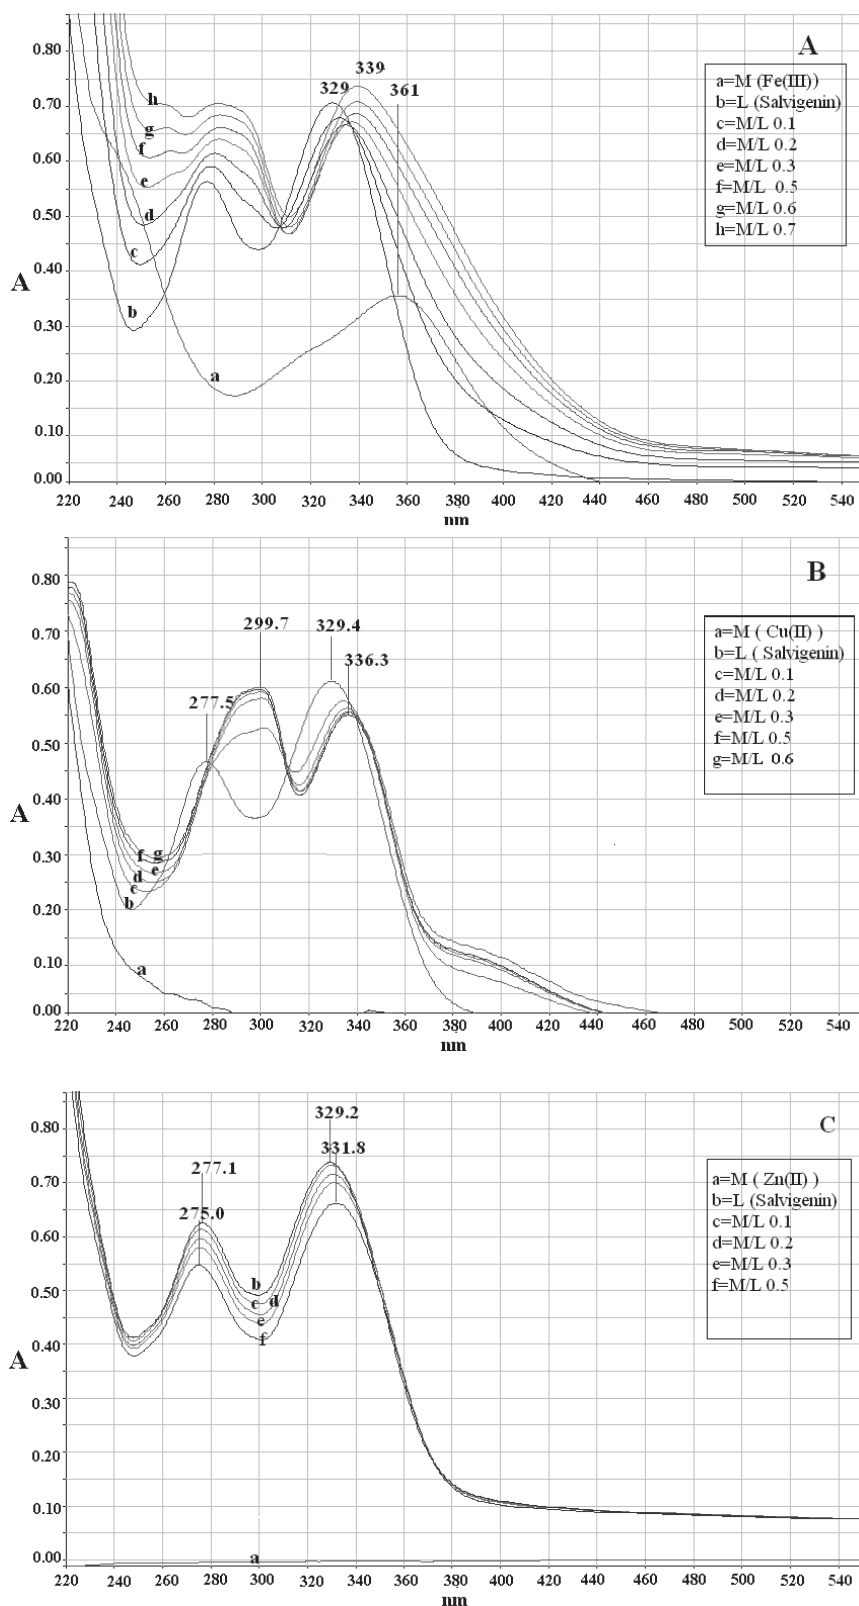 A
0.80
0.70
0.60
0.50
0.40
0.30
0.20
0.10
0.00
A
339
329
361
h
g
f
e
d
c
b
a
a=M (Fe(III))
b=L (Salvigenin)
c=M/L 0.1
d=M/L 0.2
e=M/L 0.3
f=M/L 0.5
g=M/L 0.6
h=M/L 0.7
220 240 260 280 300 320 340 360 380 400 420 440 460 480 500 520 540
nm
B
0.80
0.70
0.60
0.50
0.40
0.30
0.20
0.10
0.00
A
299.7
329.4
336.3
277.5
f g
e
d
c
b
a
a=M ( Cu(II) )
b=L ( Salvigenin)
c=M/L 0.1
d=M/L 0.2
e=M/L 0.3
f=M/L 0.5
g=M/L 0.6
220 240 260 280 300 320 340 360 380 400 420 440 460 480 500 520 540
nm
C
0.80
0.70
0.60
0.50
0.40
0.30
0.20
0.10
0.00
A
329.2
331.8
277.1
275.0
b
c d
e
f
a
a=M ( Zn(II) )
b=L (Salvigenin)
c=M/L 0.1
d=M/L 0.2
e=M/L 0.3
f=M/L 0.5
220 240 260 280 300 320 340 360 380 400 420 440 460 480 500 520 540
nm